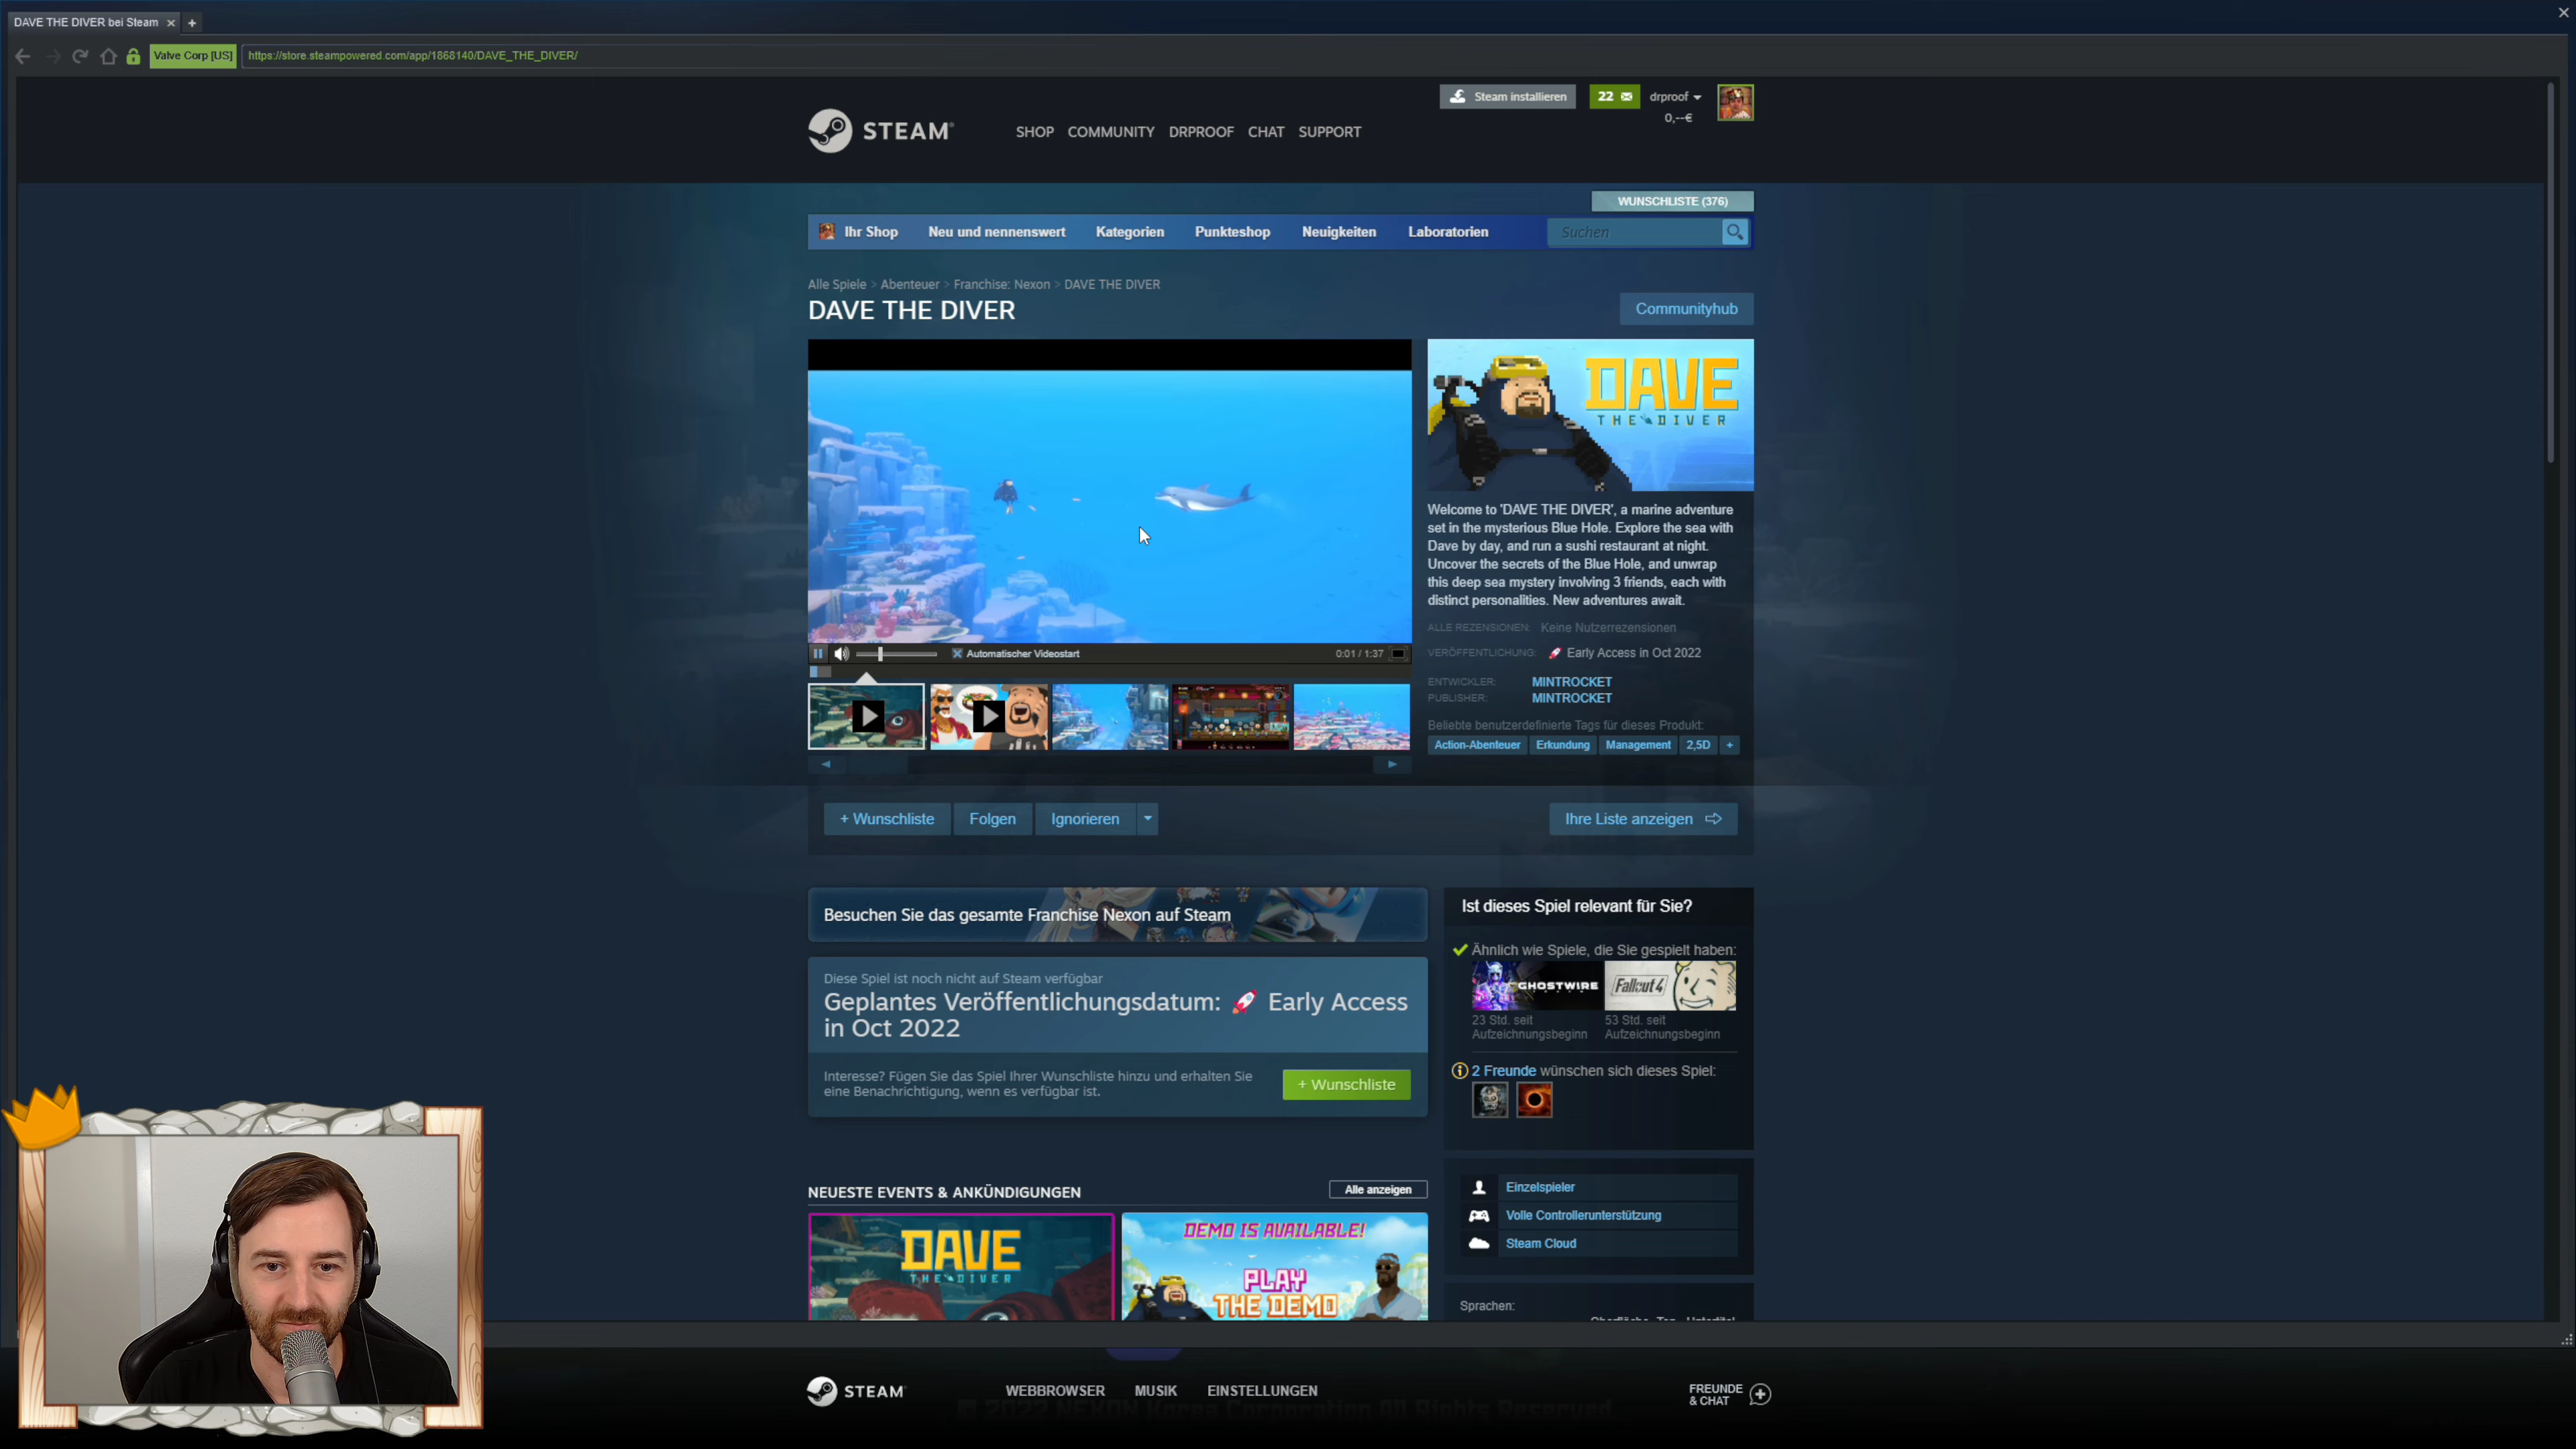 DAVE THE DIVER bei Steam
Valve Corp [US]
https://store.steampowered.com/app/1868140/DAVE_THE_DIVER/
Steam installieren
22
drproof
0,--€
STEAM
SHOP
COMMUNITY
DRPROOF
CHAT
SUPPORT
WUNSCHLISTE (376)
Ihr Shop
Neu und nennenswert
Kategorien
Punkteshop
Neuigkeiten
Laboratorien
Suchen
Alle Spiele > Abenteuer > Franchise: Nexon > DAVE THE DIVER
DAVE THE DIVER
Communityhub
DAVE
THE DIVER
Welcome to 'DAVE THE DIVER', a marine adventure
set in the mysterious Blue Hole. Explore the sea with
Dave by day, and run a sushi restaurant at night.
Uncover the secrets of the Blue Hole, and unwrap
this deep sea mystery involving 3 friends, each with
distinct personalities. New adventures await.
ALLE REZENSIONEN: Keine Nutzerrezensionen
VERÖFFENTLICHUNG: Early Access in Oct 2022
ENTWICKLER: MINTROCKET
PUBLISHER: MINTROCKET
Beliebte benutzerdefinierte Tags für dieses Produkt:
Action-Abenteuer
Erkundung
Management
2,5D
+
Automatischer Videostart
0:01 / 1:37
+ Wunschliste
Folgen
Ignorieren
Ihre Liste anzeigen
Besuchen Sie das gesamte Franchise Nexon auf Steam
Diese Spiel ist noch nicht auf Steam verfügbar
Geplantes Veröffentlichungsdatum: Early Access
in Oct 2022
Interesse? Fügen Sie das Spiel Ihrer Wunschliste hinzu und erhalten Sie
eine Benachrichtigung, wenn es verfügbar ist.
+ Wunschliste
Ist dieses Spiel relevant für Sie?
Ähnlich wie Spiele, die Sie gespielt haben:
GHOSTWIRE
Fallout 4
23 Std. seit
Aufzeichnungsbeginn
53 Std. seit
Aufzeichnungsbeginn
2 Freunde wünschen sich dieses Spiel:
Einzelspieler
Volle Controllerunterstützung
Steam Cloud
Sprachen:
NEUESTE EVENTS & ANKÜNDIGUNGEN
Alle anzeigen
DAVE
THE DIVER
DEMO IS AVAILABLE!
PLAY
THE DEMO
STEAM
WEBBROWSER
MUSIK
EINSTELLUNGEN
FREUNDE
& CHAT
© 2022 NEXON Korea Corporation All Rights Reserved